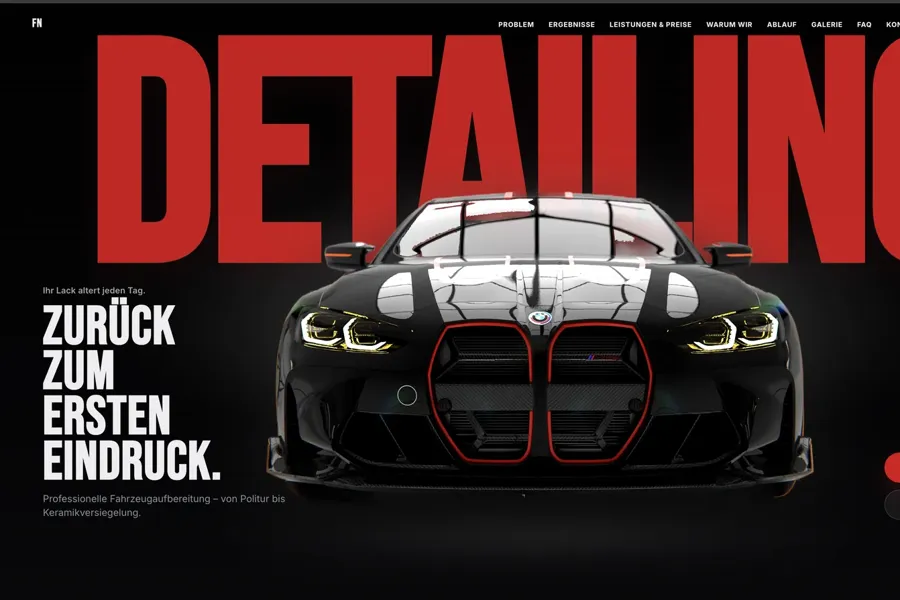 FN
PROBLEM ERGEBNISSE LEISTUNGEN & PREISE WARUM WIR ABLAUF GALERIE FAQ
DETAILING
Ihr Lack altert jeden Tag.
ZURÜCK
ZUM
ERSTEN
EINDRUCK.
Professionelle Fahrzeugaufbereitung – von Politur bis
Keramikversiegelung.